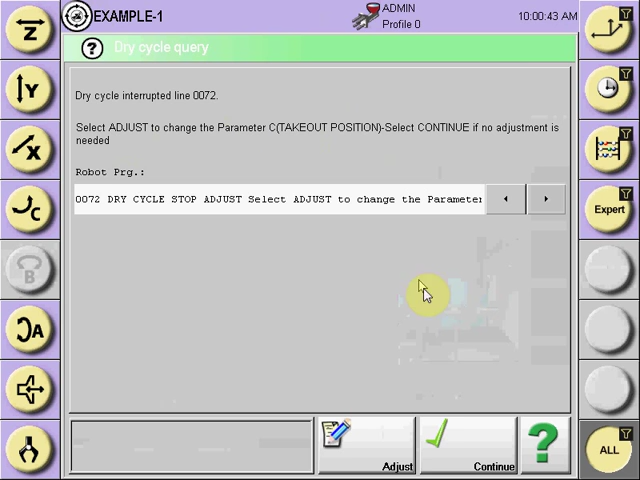 EXAMPLE-1
ADMIN
Profile 0
10:00:43 AM
? Dry cycle query
Z
Y
X
C
B
A
Dry cycle interrupted line 0072.
Select ADJUST to change the Parameter C(TAKEOUT POSITION)-Select CONTINUE if no adjustment is
needed
Robot Prg.:
0072 DRY CYCLE STOP ADJUST Select ADJUST to change the Parameter
Expert
ALL
Adjust
Continue
?